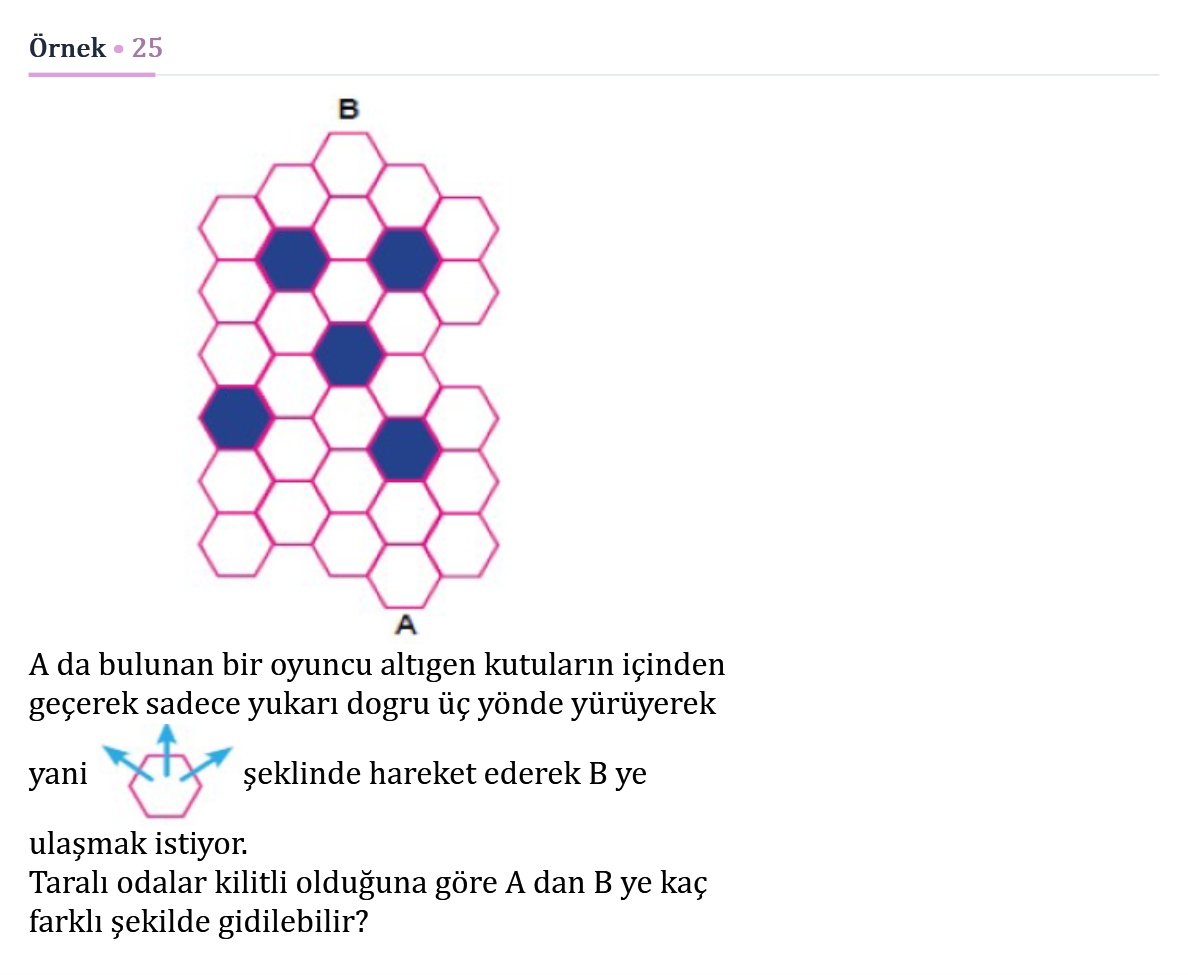 Örnek • 25
B
A
A da bulunan bir oyuncu altıgen kutuların içinden
geçerek sadece yukarı dogru üç yönde yürüyerek
yani şeklinde hareket ederek B ye
ulaşmak istiyor.
Taralı odalar kilitli olduğuna göre A dan B ye kaç
farklı şekilde gidilebilir?